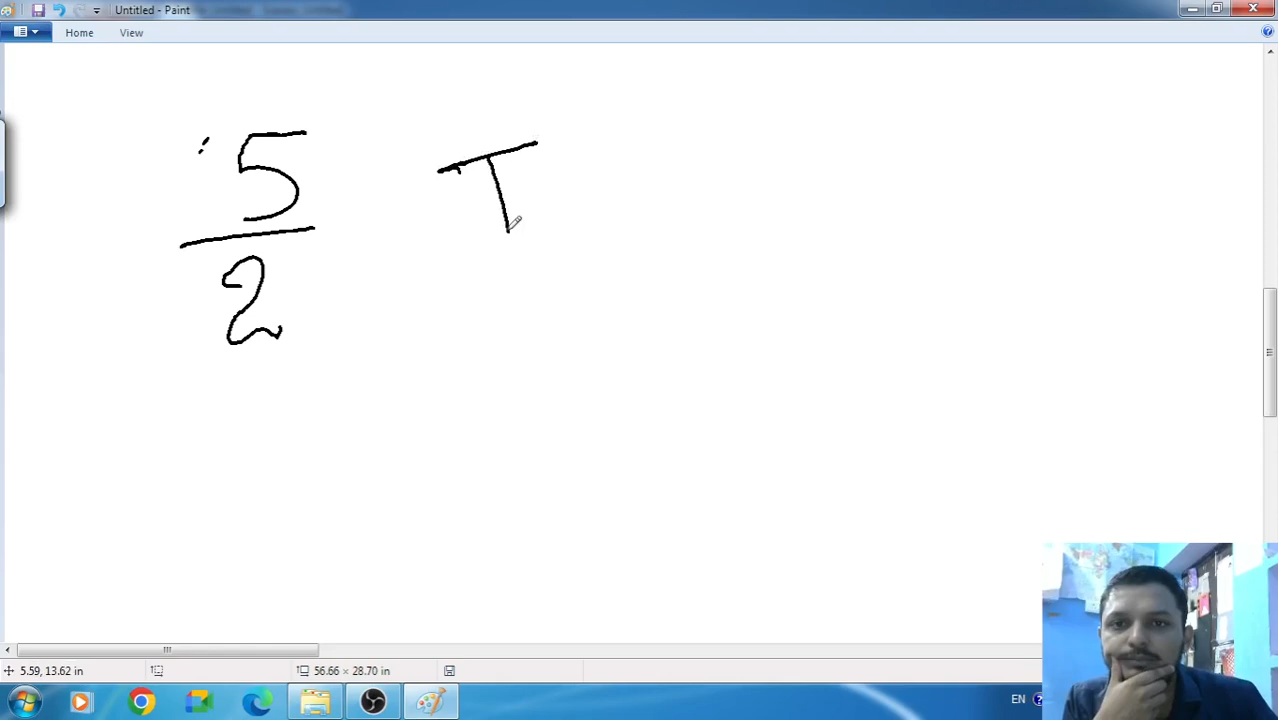 Untitled - Paint
Home View
5 T
2
5.59, 13.62 in 56.66 × 28.70 in
EN